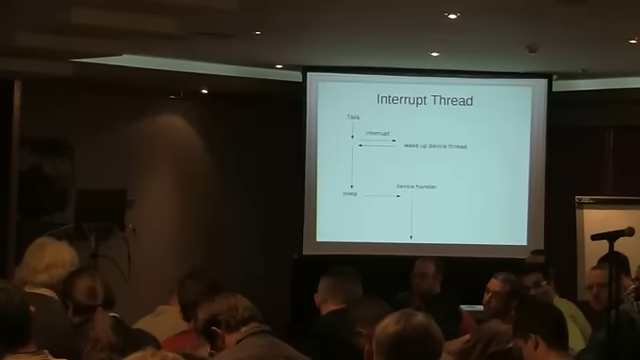 Interrupt Thread
Task
interrupt
wake up device thread
sleep
device handler